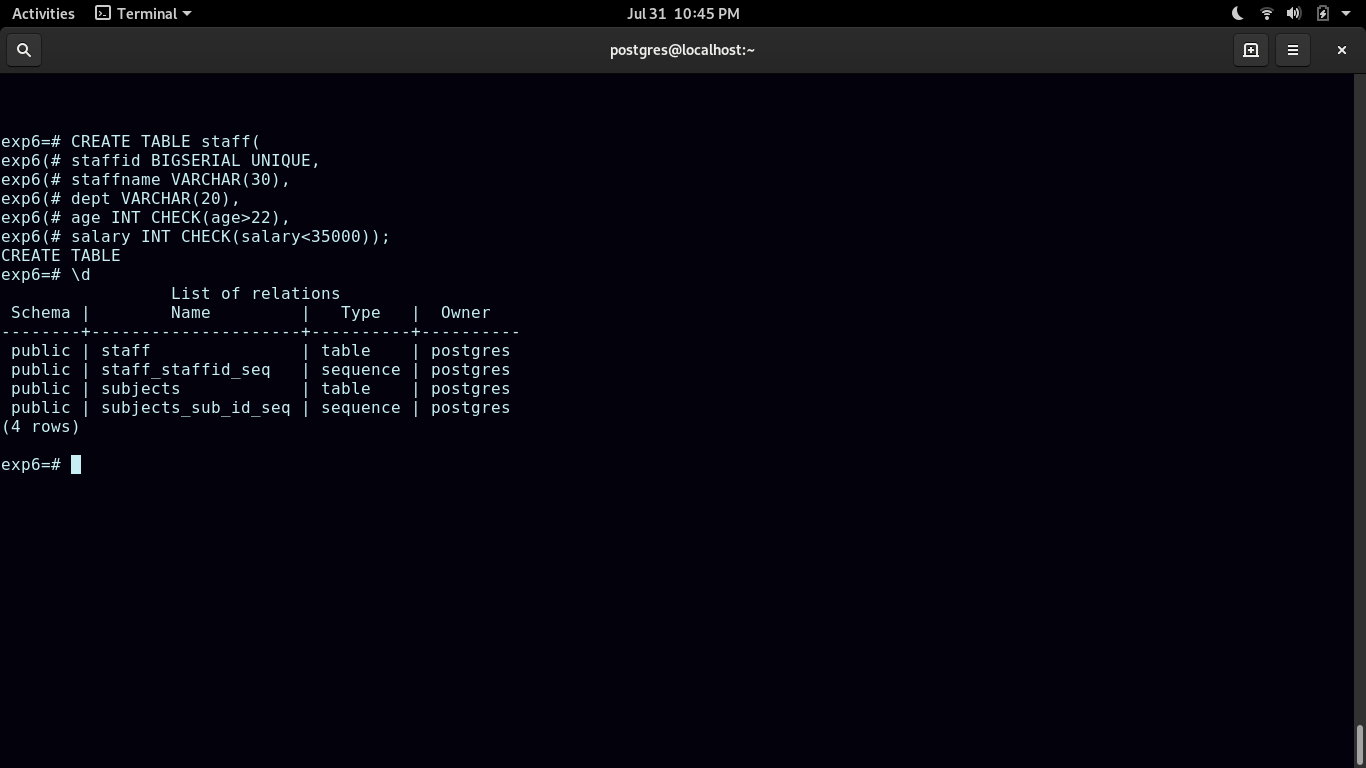 Activities Terminal Jul 31 10:45 PM
postgres@localhost:~
exp6=# CREATE TABLE staff(
exp6(# staffid BIGSERIAL UNIQUE,
exp6(# staffname VARCHAR(30),
exp6(# dept VARCHAR(20),
exp6(# age INT CHECK(age>22),
exp6(# salary INT CHECK(salary<35000));
CREATE TABLE
exp6=# \d
                 List of relations
 Schema |        Name         |   Type   |  Owner
--------+---------------------+----------+----------
 public | staff               | table    | postgres
 public | staff_staffid_seq   | sequence | postgres
 public | subjects            | table    | postgres
 public | subjects_sub_id_seq | sequence | postgres
(4 rows)
exp6=#